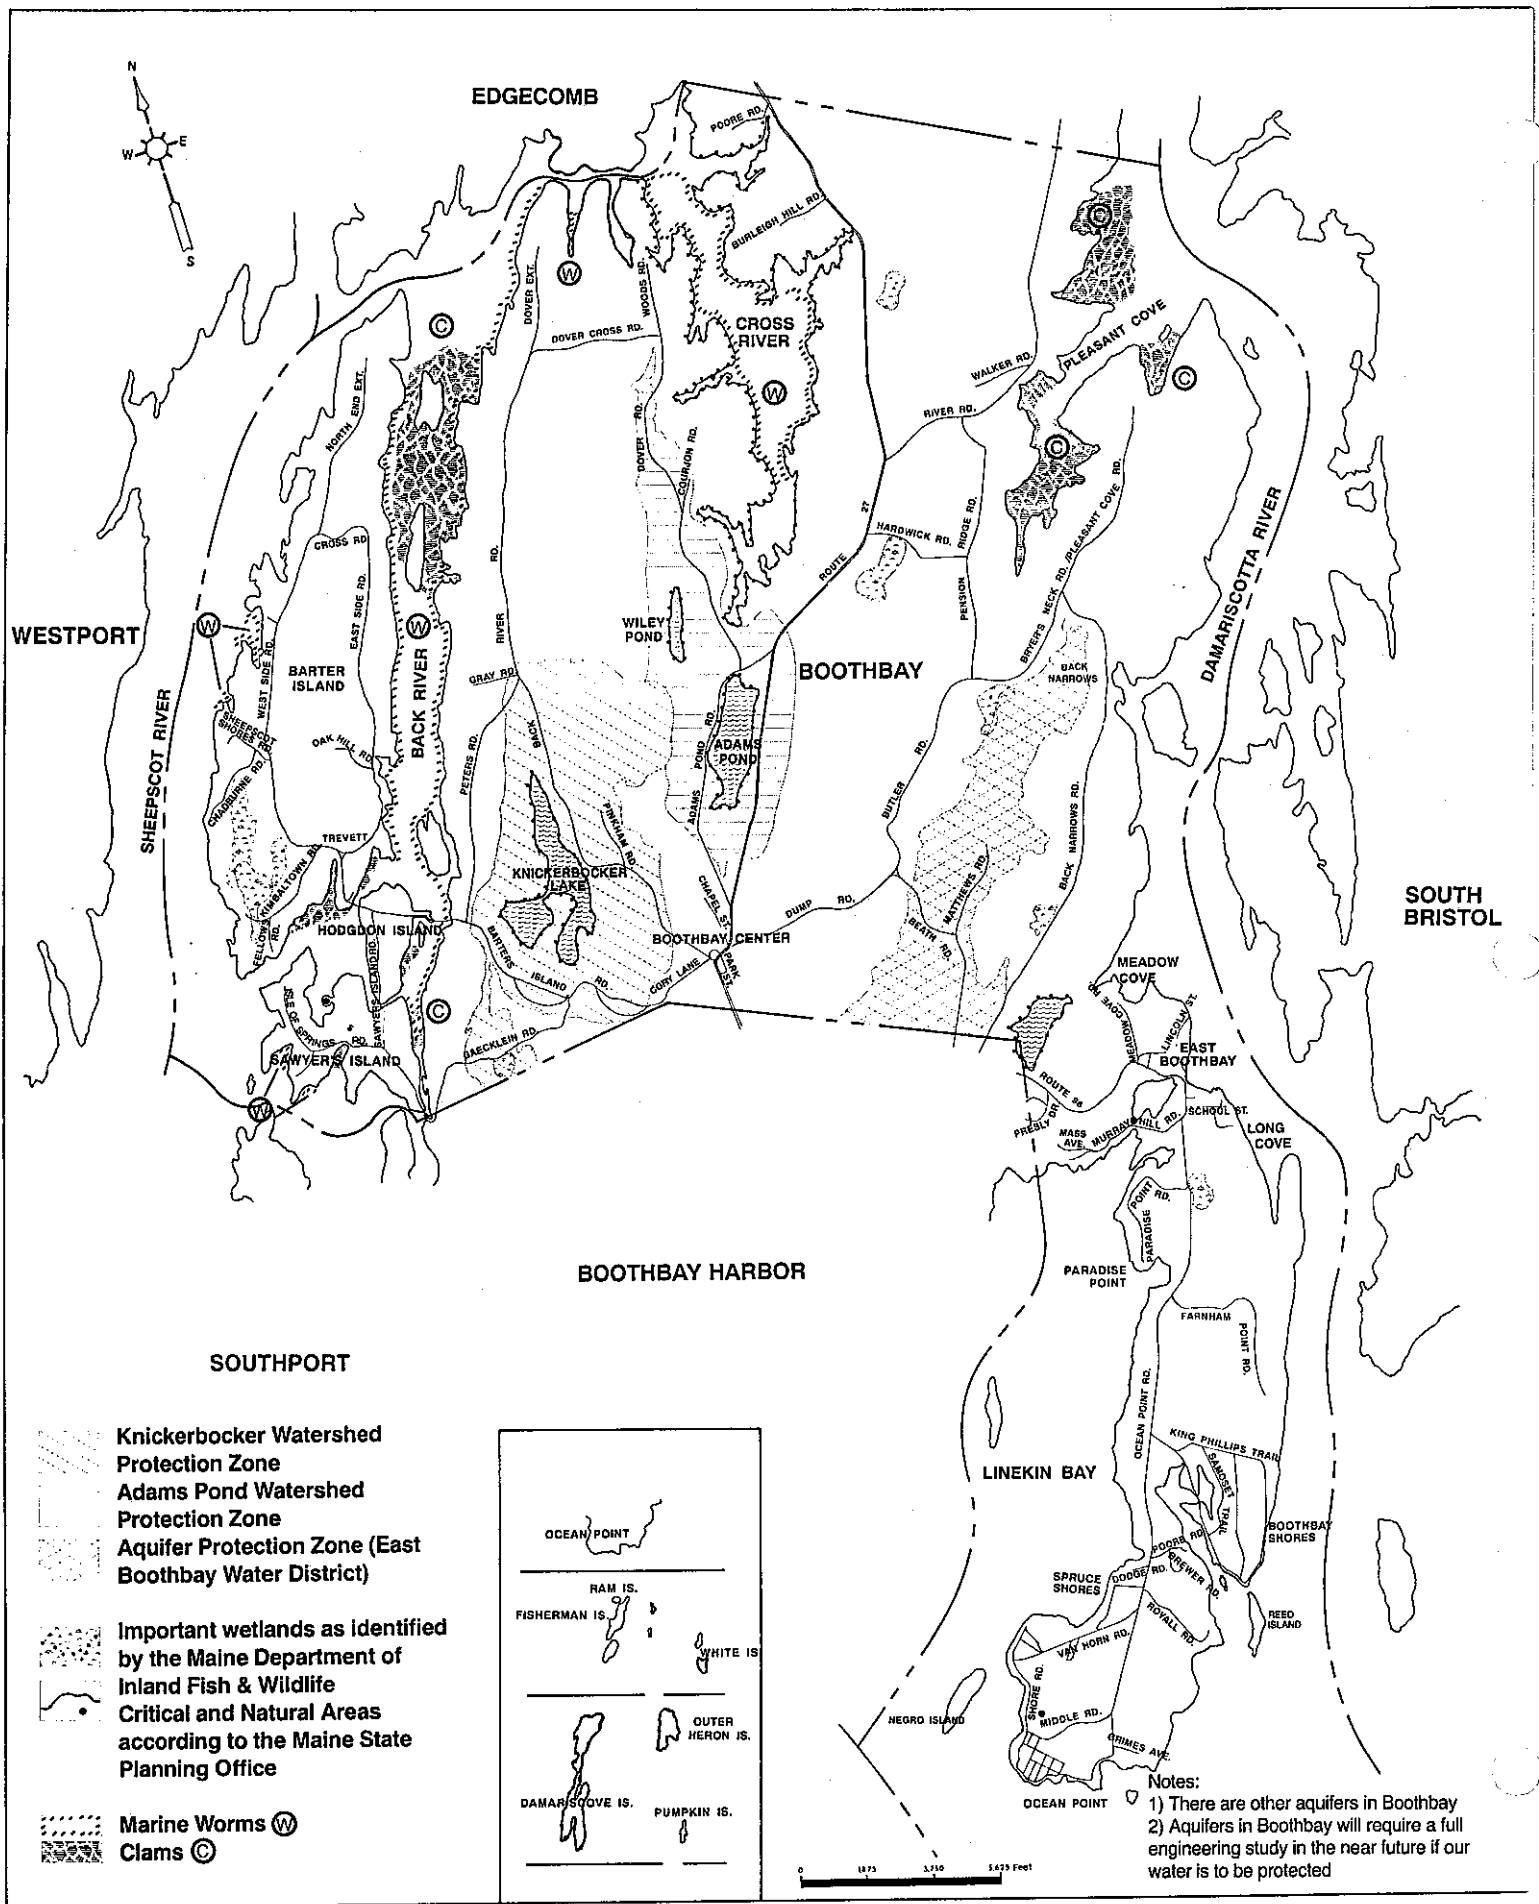 N
W E
S
EDGECOMB
POORE RD.
BURLEIGH HILL RD.
W
C
DOVER EXT.
WOODS RD.
DOVER CROSS RD.
CROSS
RIVER
W
C
PLEASANT COVE
C
C
WALKER RD.
RIVER RD.
NORTH END EXT.
DOVER RD.
COURJON RD.
27
ROUTE
HARDWICK RD.
PENSION RIDGE RD.
BRYER'S NECK RD. /PLEASANT COVE RD.
DAMARISCOTTA RIVER
CROSS RD
EAST SIDE RD.
RIVER RD.
BACK
W
W
WESTPORT
WEST SIDE RD.
BARTER
ISLAND
BACK RIVER
SHEEPSCOT RIVER
SHEEPSCOT
SHORES RD.
OAK HILL RD.
CHADBURNE RD.
GRAY RD.
PETERS RD.
WILEY
POND
BOOTHBAY
BACK
NARROWS
ADAMS
POND
ADAMS POND RD.
BUTLER RD.
BACK NARROWS RD.
PINKHAM RD.
TREVETT
KIMBALTOWN RD.
KNICKERBOCKER
LAKE
CHAPEL ST.
DUMP RD.
MATTHEWS RD.
BEATH RD.
SOUTH
BRISTOL
HODGDON ISLAND
BARTERS ISLAND RD.
BOOTHBAY CENTER
CORY LANE
PARK
ST.
SAWYERS ISLAND RD.
ISLE OF SPRINGS RD.
C
SAWYER'S ISLAND
W
MEADOW
COVE
MEADOW COVE RD.
LINCOLN ST.
EAST
BOOTHBAY
ROUTE 96
PRESLY DR.
MASS
AVE.
MURRAY HILL RD.
SCHOOL ST.
LONG
COVE
PARADISE POINT RD.
PARADISE
POINT
BOOTHBAY HARBOR
FARNHAM POINT RD.
OCEAN POINT RD.
KING PHILLIPS TRAIL
SAMOSET TRAIL
LINEKIN BAY
BOOTHBAY
SHORES
SPRUCE
SHORES
DODGE RD.
BREWER RD.
ROYALL RD.
REED
ISLAND
VAN HORN RD.
SHORE RD.
MIDDLE RD.
NEGRO ISLAND
GRIMES AVE.
OCEAN POINT
SOUTHPORT
Knickerbocker Watershed
Protection Zone
Adams Pond Watershed
Protection Zone
Aquifer Protection Zone (East
Boothbay Water District)
Important wetlands as identified
by the Maine Department of
Inland Fish & Wildlife
Critical and Natural Areas
according to the Maine State
Planning Office
Marine Worms W
Clams C
OCEAN POINT
RAM IS.
FISHERMAN IS.
WHITE IS
OUTER
HERON IS.
DAMARISCOVE IS.
PUMPKIN IS.
0 1875 3,750 5,625 Feet
Notes:
1) There are other aquifers in Boothbay
2) Aquifers in Boothbay will require a full
engineering study in the near future if our
water is to be protected